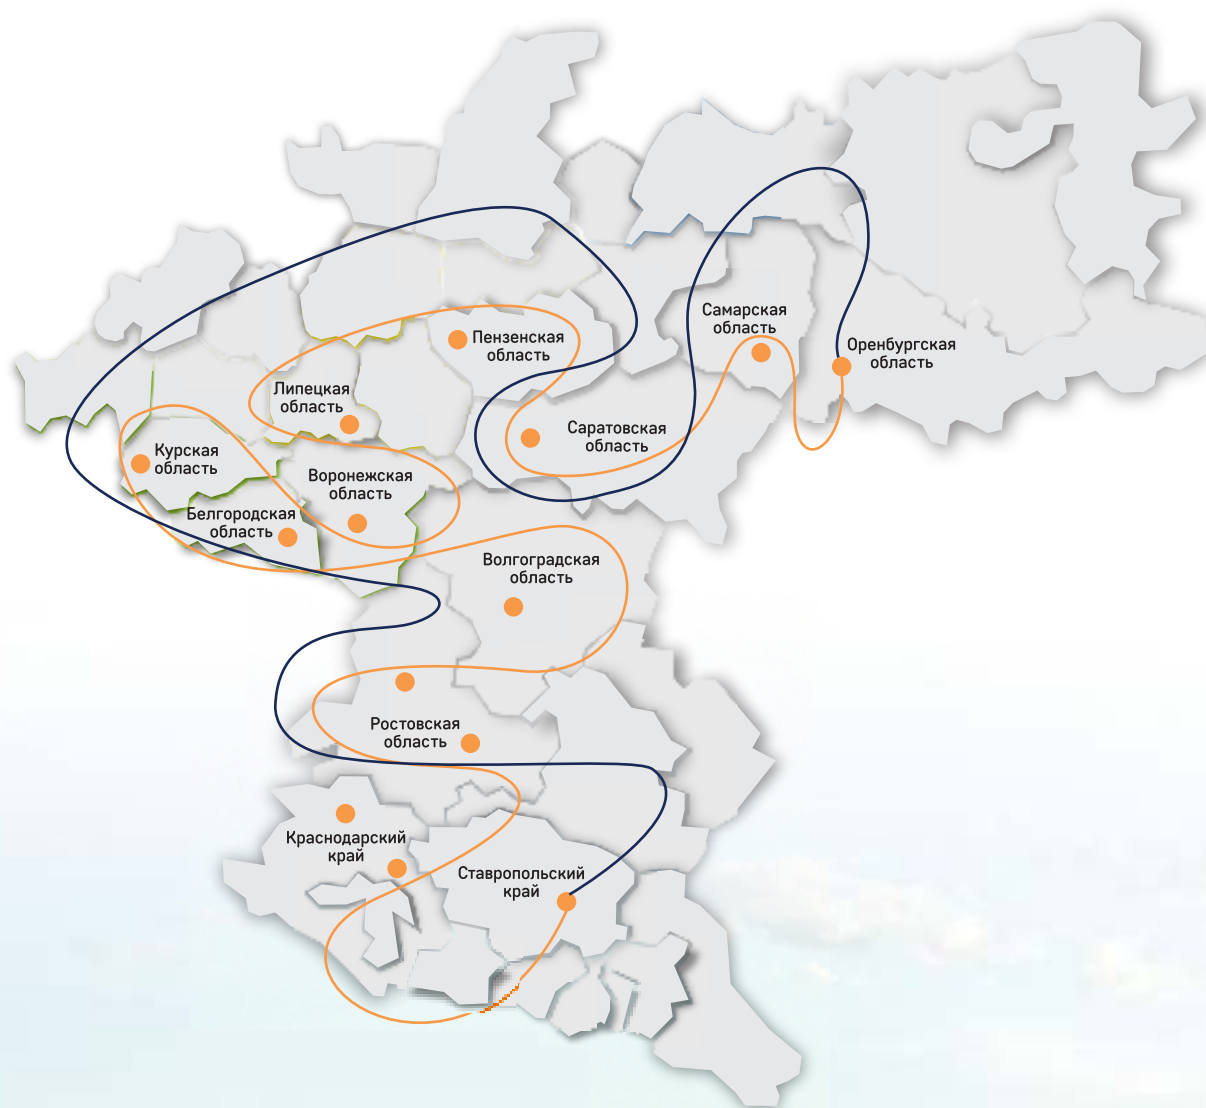 Самарская
область
Оренбургская
область
Пензенская
область
Липецкая
область
Саратовская
область
Курская
область
Воронежская
область
Белгородская
область
Волгоградская
область
Ростовская
область
Краснодарский
край
Ставропольский
край